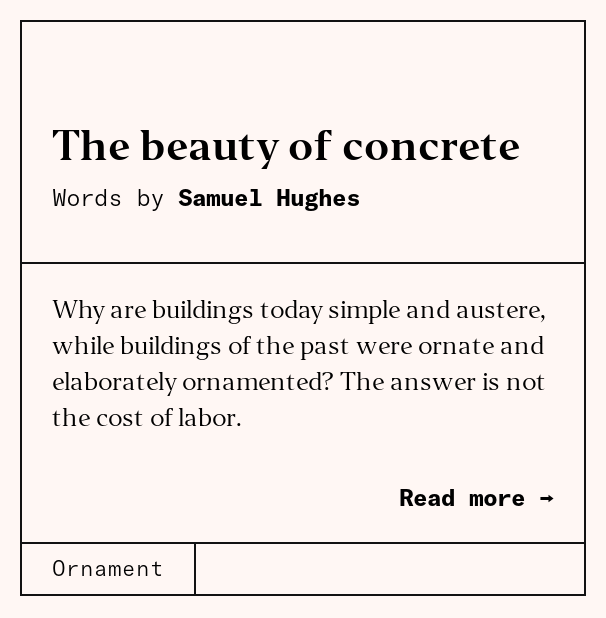 The beauty of concrete
Words by Samuel Hughes
Why are buildings today simple and austere,
while buildings of the past were ornate and
elaborately ornamented? The answer is not
the cost of labor.
Read more →
Ornament